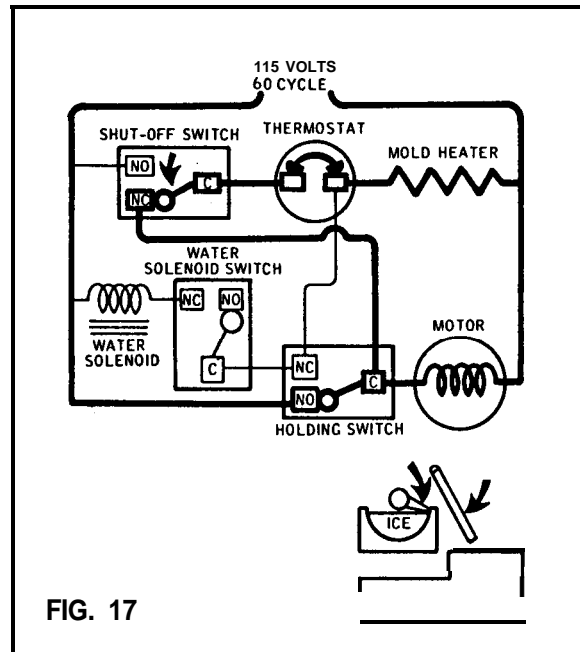 115 VOLTS
60 CYCLE
SHUT-OFF SWITCH
THERMOSTAT
MOLD HEATER
NO
C
NC
WATER
SOLENOID SWITCH
NC
NO
C
WATER
SOLENOID
MOTOR
NC
C
NO
HOLDING SWITCH
ICE
FIG. 17